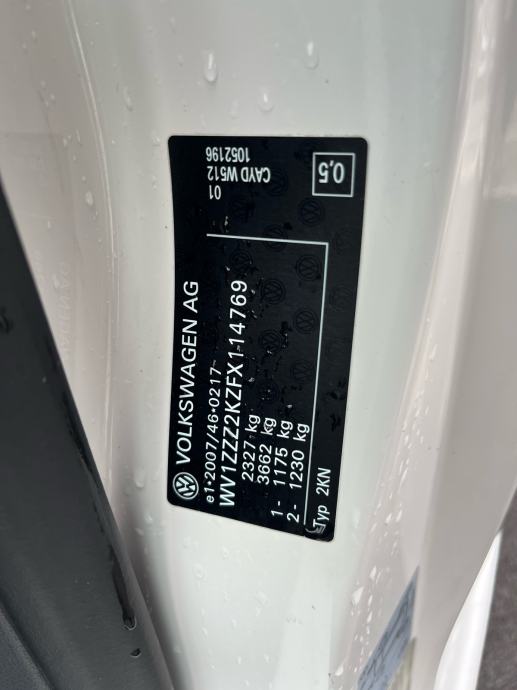 VOLKSWAGEN AG
e1*2007/46*0217*
WV1ZZZ2KZFX114769
2327 kg
3662 kg
1- 1175 kg
2- 1230 kg
Typ 2KN
01
CAYD W512
1052196
0,5